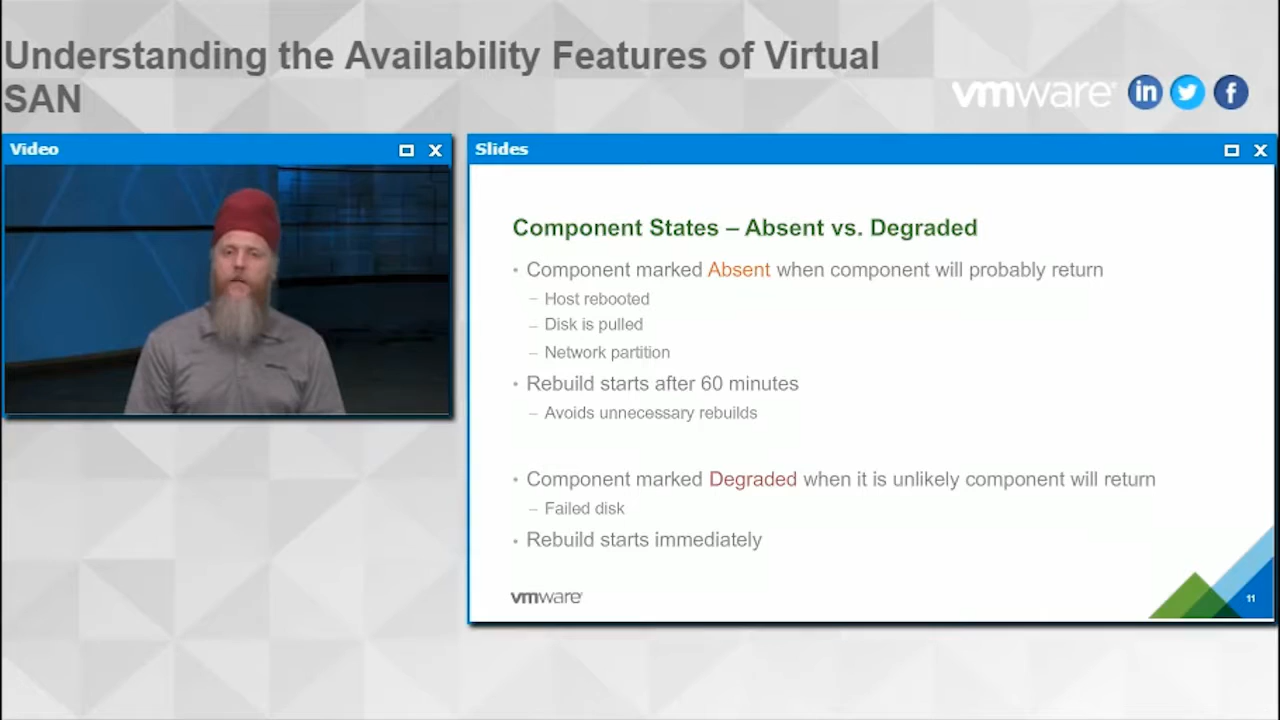 Understanding the Availability Features of Virtual
SAN
vmware
in
f
Video
Slides
Component States – Absent vs. Degraded
• Component marked Absent when component will probably return
– Host rebooted
– Disk is pulled
– Network partition
• Rebuild starts after 60 minutes
– Avoids unnecessary rebuilds
• Component marked Degraded when it is unlikely component will return
– Failed disk
• Rebuild starts immediately
vmware
11